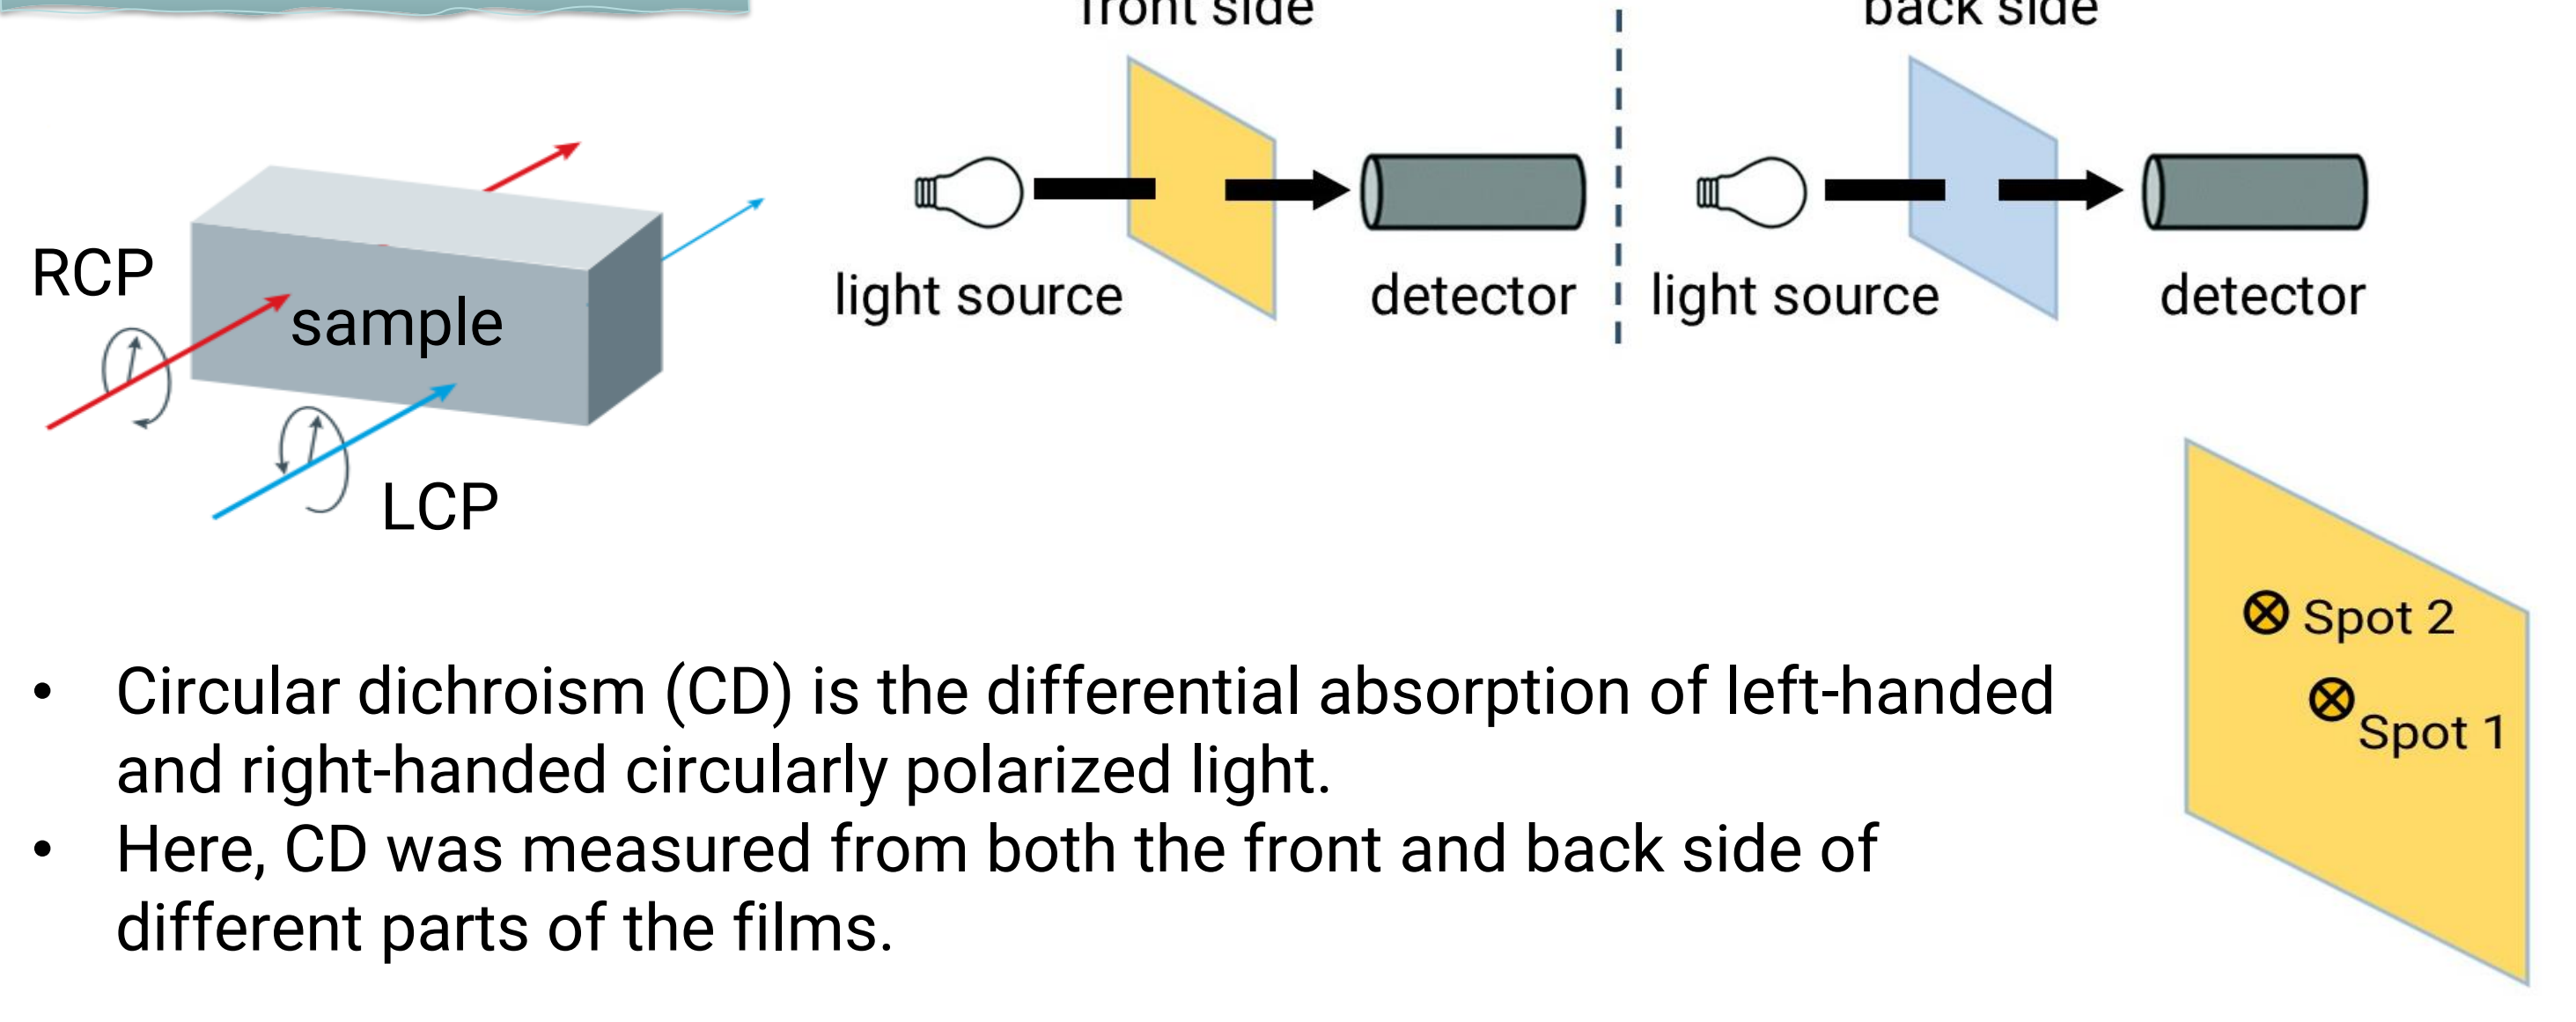 front side
back side
RCP
sample
LCP
light source
detector
light source
detector
Spot 2
Spot 1
• Circular dichroism (CD) is the differential absorption of left-handed
and right-handed circularly polarized light.
• Here, CD was measured from both the front and back side of
different parts of the films.